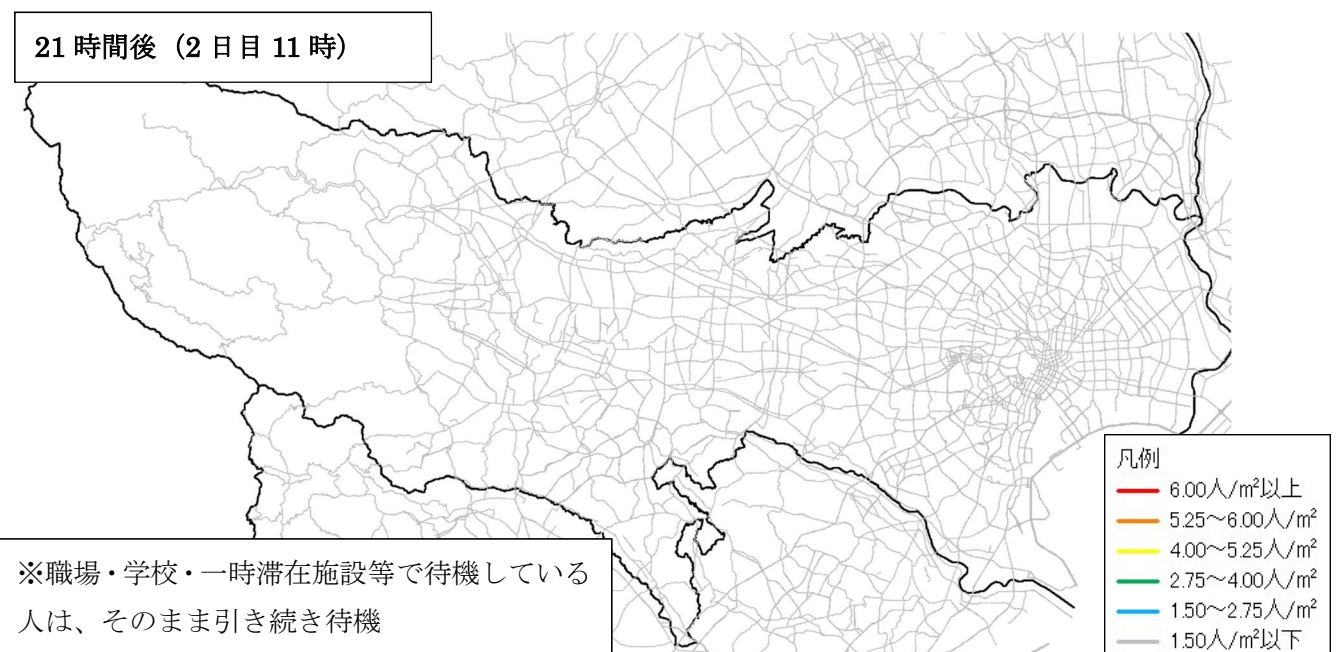 21時間後（2日目11時）
凡例
6.00人/m²以上
5.25～6.00人/m²
4.00～5.25人/m²
2.75～4.00人/m²
1.50～2.75人/m²
1.50人/m²以下
※職場・学校・一時滞在施設等で待機している
人は、そのまま引き続き待機